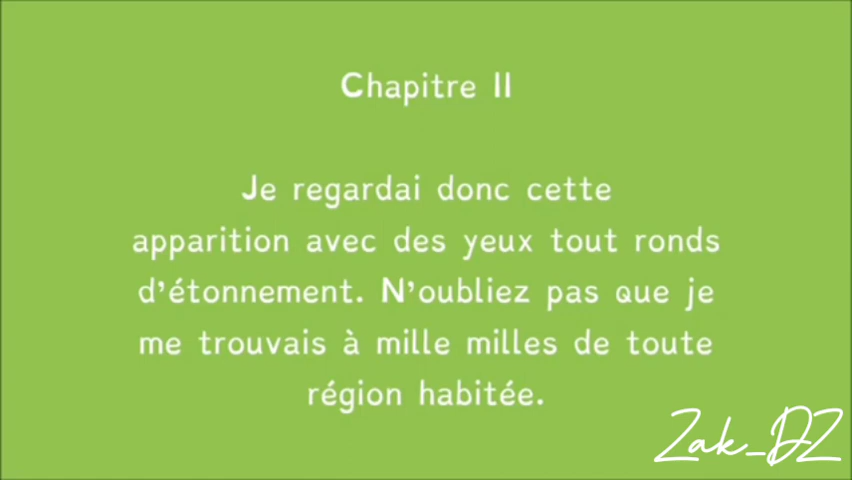 Chapitre II
Je regardai donc cette
apparition avec des yeux tout ronds
d'étonnement. N'oubliez pas que je
me trouvais à mille milles de toute
région habitée.
Zak_DZ